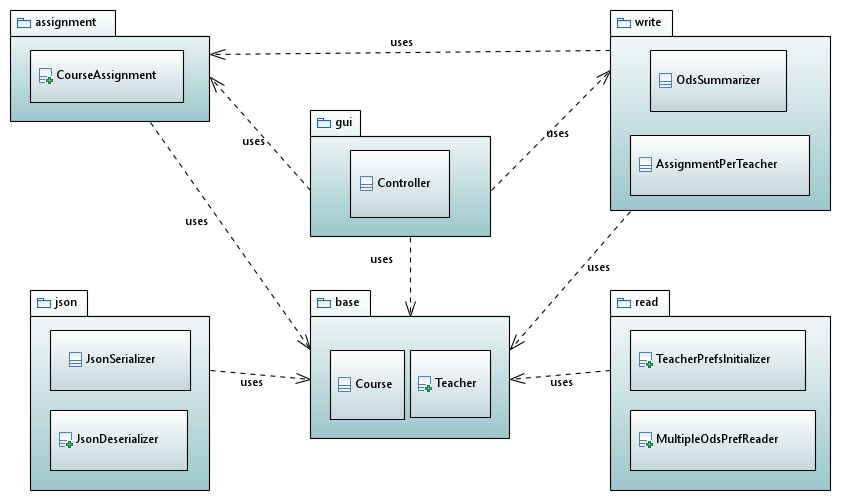 assignment
write
uses
CourseAssignment
OdsSummarizer
gui
uses
uses
AssignmentPerTeacher
Controller
uses
uses
uses
json
base
read
JsonSerializer
TeacherPrefsInitializer
uses
Course
Teacher
uses
JsonDeserializer
MultipleOdsPrefReader